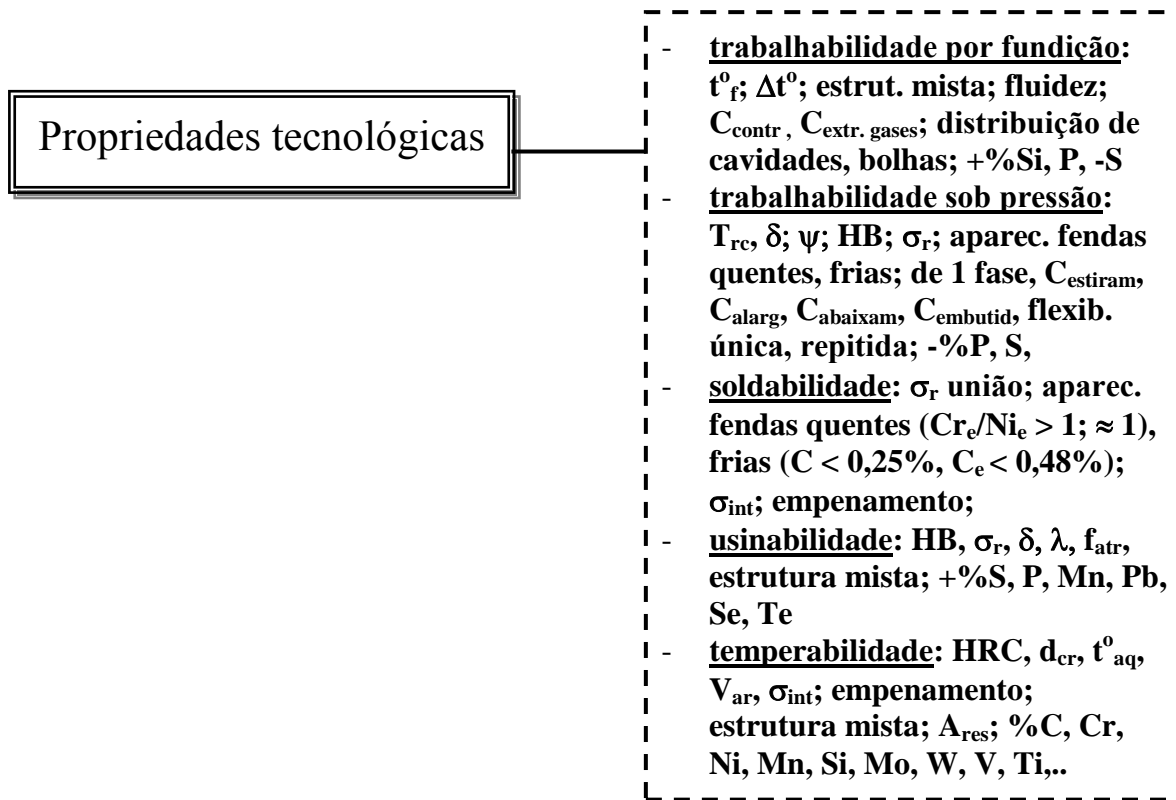 Propriedades tecnológicas
- trabalhabilidade por fundição:
tºf; Δtº; estrut. mista; fluidez;
Ccontr , Cextr. gases; distribuição de
cavidades, bolhas; +%Si, P, -S
- trabalhabilidade sob pressão:
Trc, δ; ψ; HB; σr; aparec. fendas
quentes, frias; de 1 fase, Cestiram,
Calarg, Cabaixam, Cembutid, flexib.
única, repitida; -%P, S,
- soldabilidade: σr união; aparec.
fendas quentes (Cre/Nie > 1; ≈ 1),
frias (C < 0,25%, Ce < 0,48%);
σint; empenamento;
- usinabilidade: HB, σr, δ, λ, fatr,
estrutura mista; +%S, P, Mn, Pb,
Se, Te
- temperabilidade: HRC, dcr, tºaq,
Var, σint; empenamento;
estrutura mista; Ares; %C, Cr,
Ni, Mn, Si, Mo, W, V, Ti,..